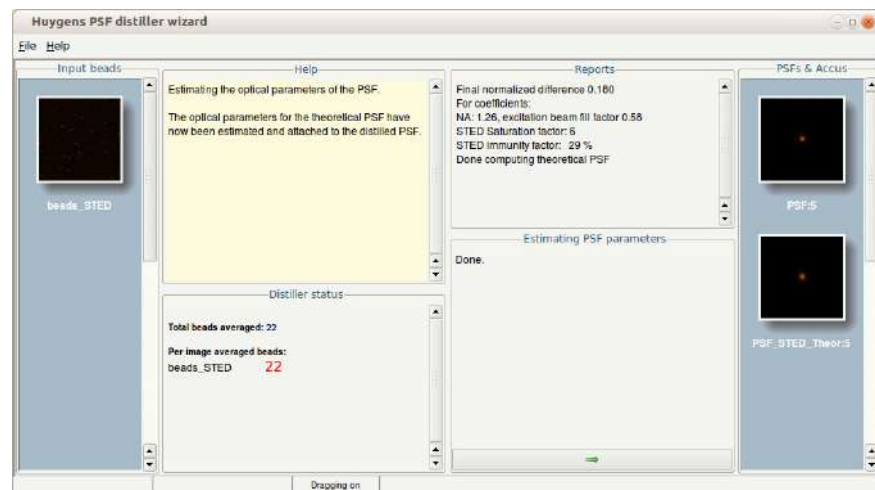 Huygens PSF distiller wizard
File Help
Input beads
beads_STED
Help
Estimating the optical parameters of the PSF.
The optical parameters for the theoretical PSF have
now been estimated and attached to the distilled PSF.
Distiller status
Total beads averaged: 22
Per image averaged beads:
beads_STED 22
Reports
Final normalized difference 0.180
For coefficients:
NA: 1.26, excitation beam fill factor 0.58
STED Saturation factor: 6
STED Immunity factor: 29 %
Done computing theoretical PSF
Estimating PSF parameters
Done.
PSFs & Accus
PSF:5
PSF_STED_Theor:5
Dragging on